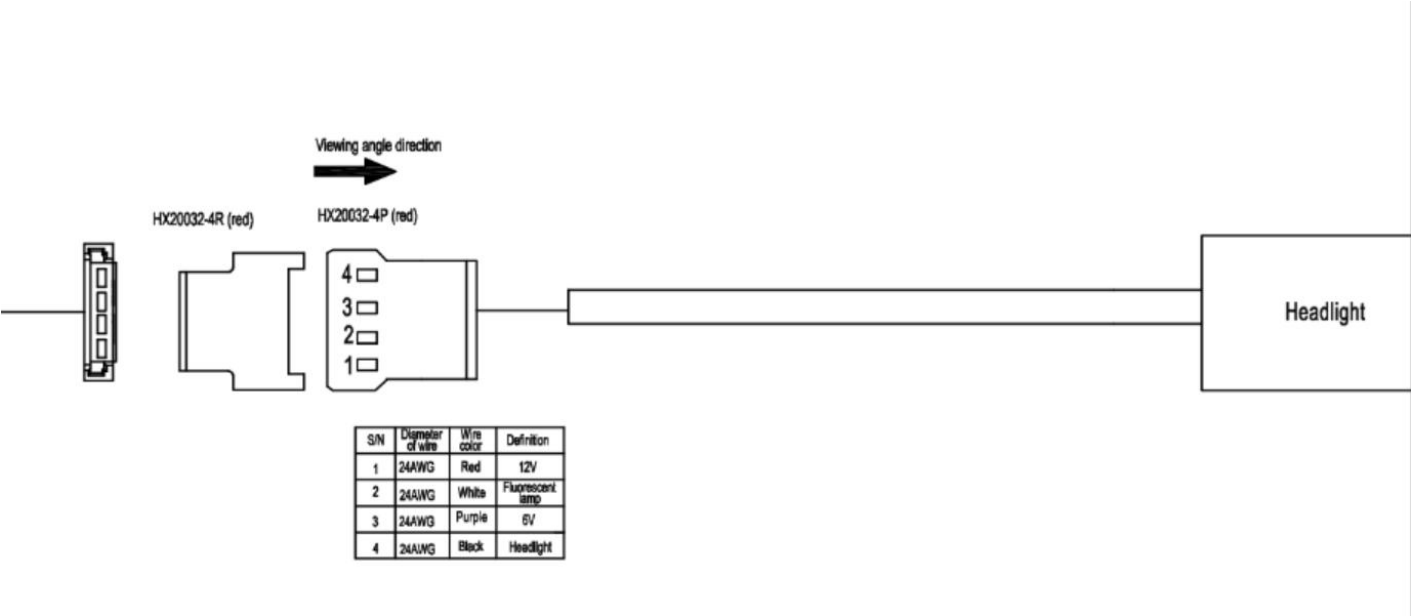 Viewing angle direction
HX20032-4R (red)
HX20032-4P (red)
4
3
2
1
Headlight
S/N Diameter of wire Wire color Definition
1 24AWG Red 12V
2 24AWG White Fluorescent lamp
3 24AWG Purple 6V
4 24AWG Black Headlight